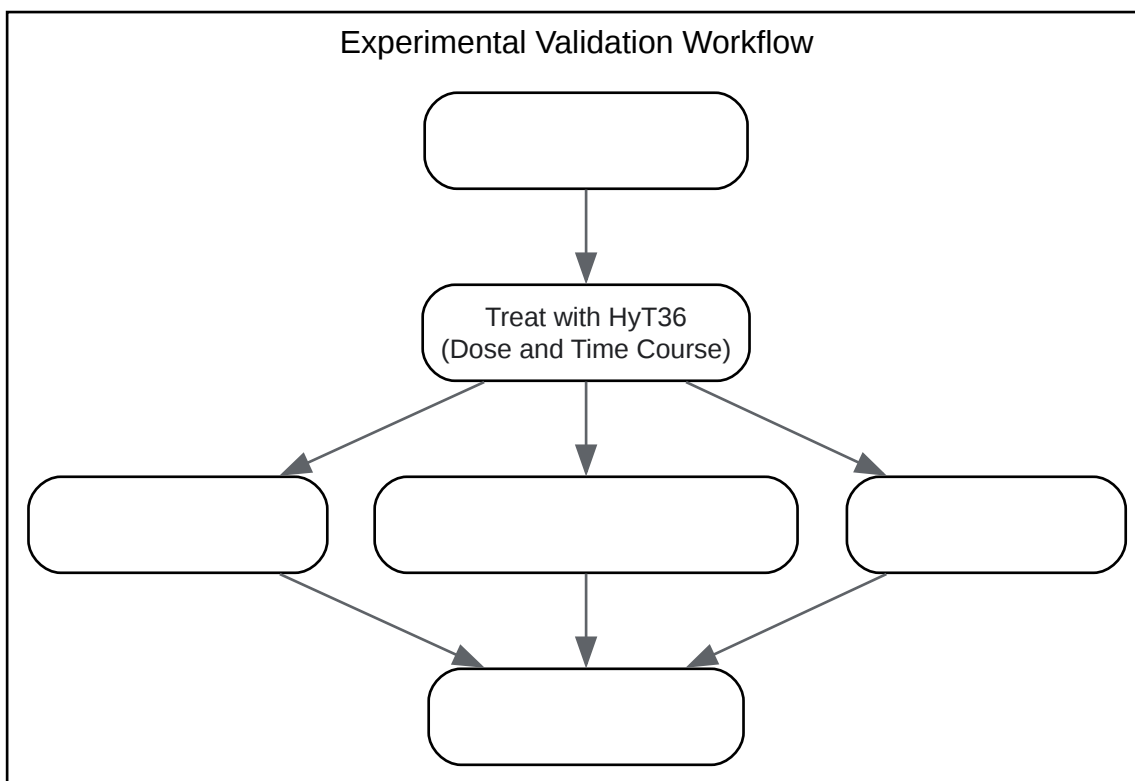 Experimental Validation Workflow
Treat with HyT36
(Dose and Time Course)